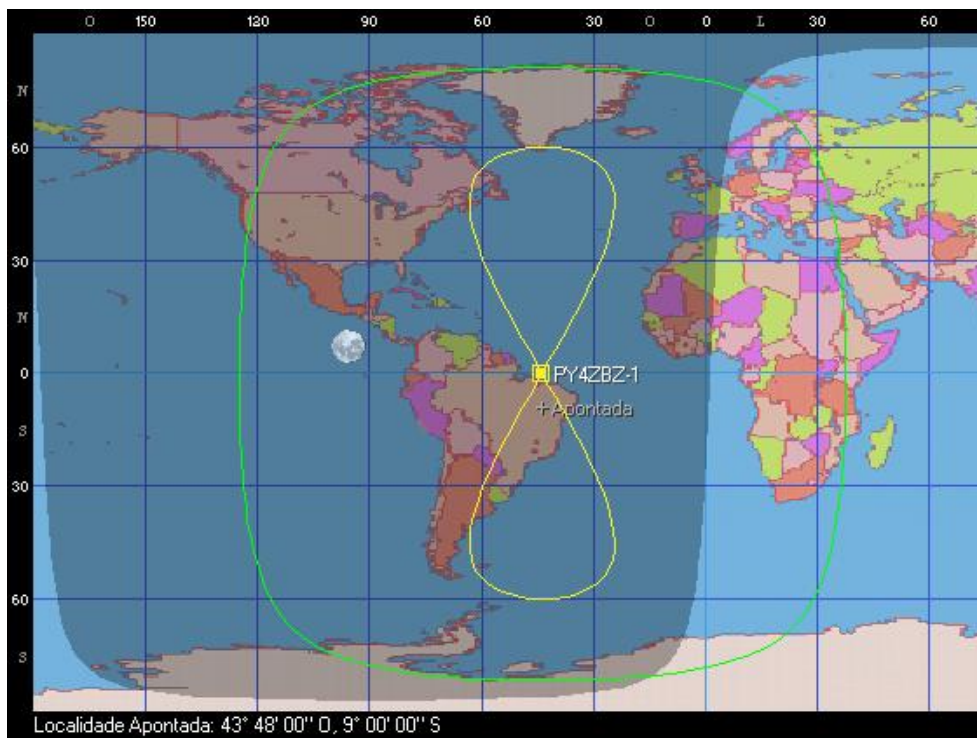 O 150 120 90 60 30 O 0 L 30 60
N
60
30
N
0
PY4ZBZ-1
+Apontada
S
30
60
S
Localidade Apontada: 43° 48' 00'' O, 9° 00' 00'' S